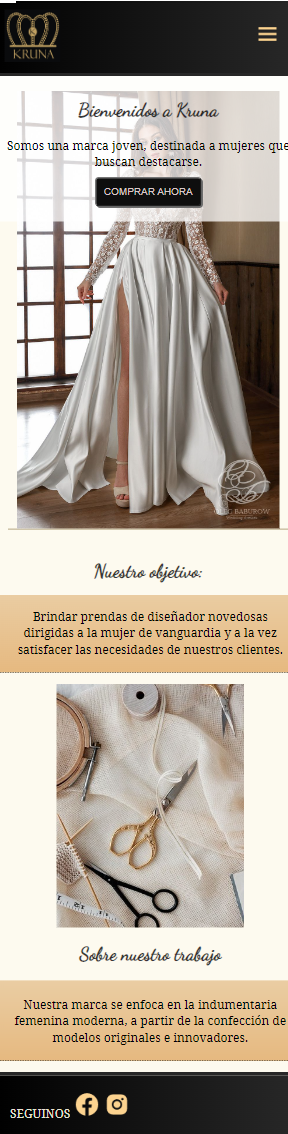 KRUNA
Bienvenidos a Kruna
Somos una marca joven, destinada a mujeres que
buscan destacarse.
COMPRAR AHORA
OLEG BABUROW
Nuestro objetivo:
Brindar prendas de diseñador novedosas
dirigidas a la mujer de vanguardia y a la vez
satisfacer las necesidades de nuestros clientes.
Sobre nuestro trabajo
Nuestra marca se enfoca en la indumentaria
femenina moderna, a partir de la confección de
modelos originales e innovadores.
SEGUINOS